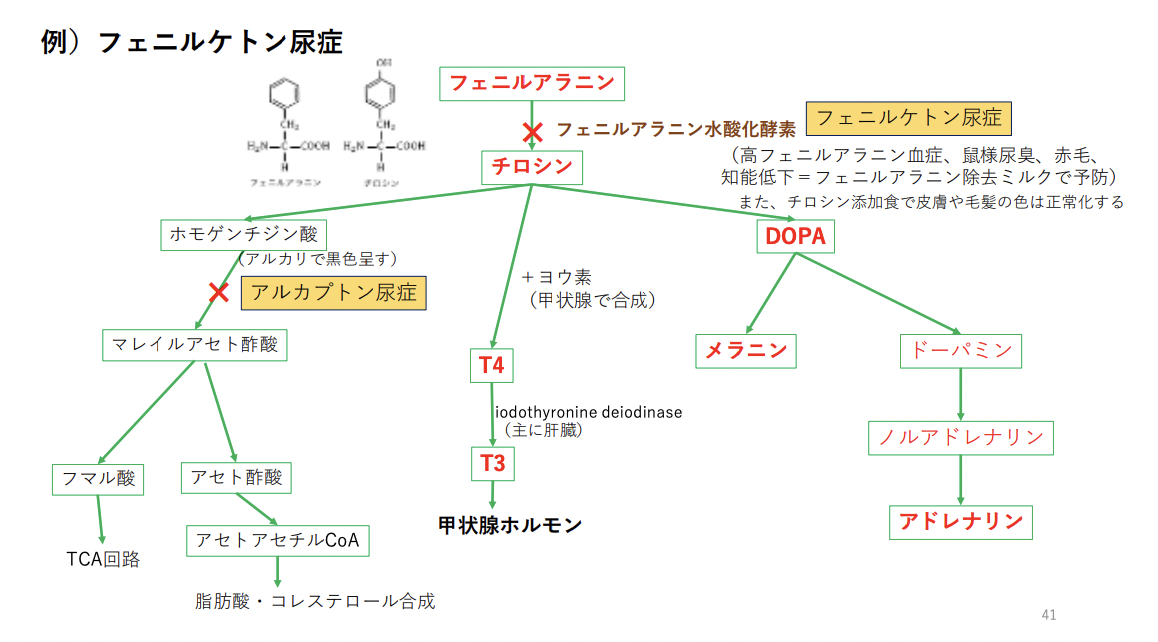 例）フェニルケトン尿症
OH
フェニルアラニン
CH₂
CH₂
H₂N－C－COOH
H₂N－C－COOH
H
H
フェニルアラニン
チロシン
フェニルアラニン水酸化酵素
フェニルケトン尿症
チロシン
（高フェニルアラニン血症、鼠様尿臭、赤毛、
知能低下＝フェニルアラニン除去ミルクで予防）
また、チロシン添加食で皮膚や毛髪の色は正常化する
ホモゲンチジン酸
（アルカリで黒色呈す）
アルカプトン尿症
＋ヨウ素
（甲状腺で合成）
DOPA
マレイルアセト酢酸
T4
メラニン
ドーパミン
iodothyronine deiodinase
（主に肝臓）
ノルアドレナリン
フマル酸
アセト酢酸
T3
甲状腺ホルモン
アドレナリン
アセトアセチルCoA
TCA回路
脂肪酸・コレステロール合成
41